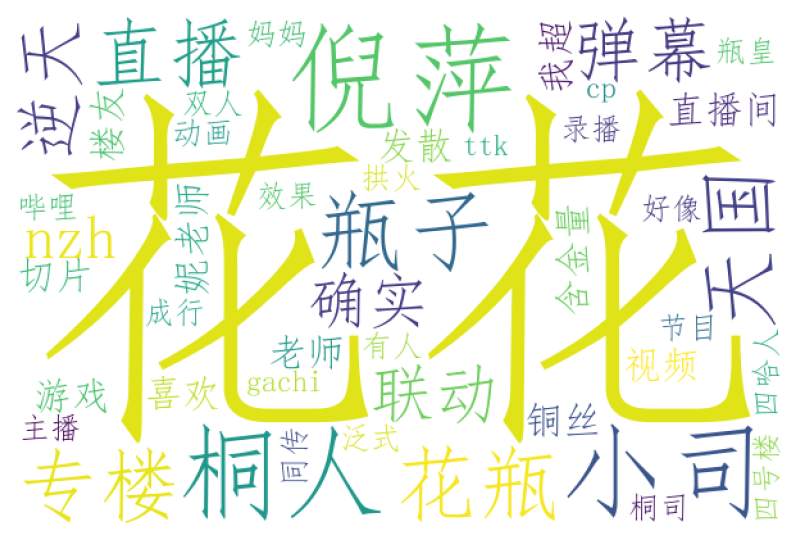 花花
倪萍
直播
弹幕
逆天
天国
瓶子
确实
桐人
小司
专楼
花瓶
联动
nzh
妈妈
我超
瓶皇
cp
直播间
楼友
双人
动画
发散
ttk
录播
拱火
效果
好像
含金量
哔哩
妮老师
切片
成行
老师
有人
节目
gachi
视频
四哈人
游戏
喜欢
铜丝
主播
同传
泛式
桐司
四号楼